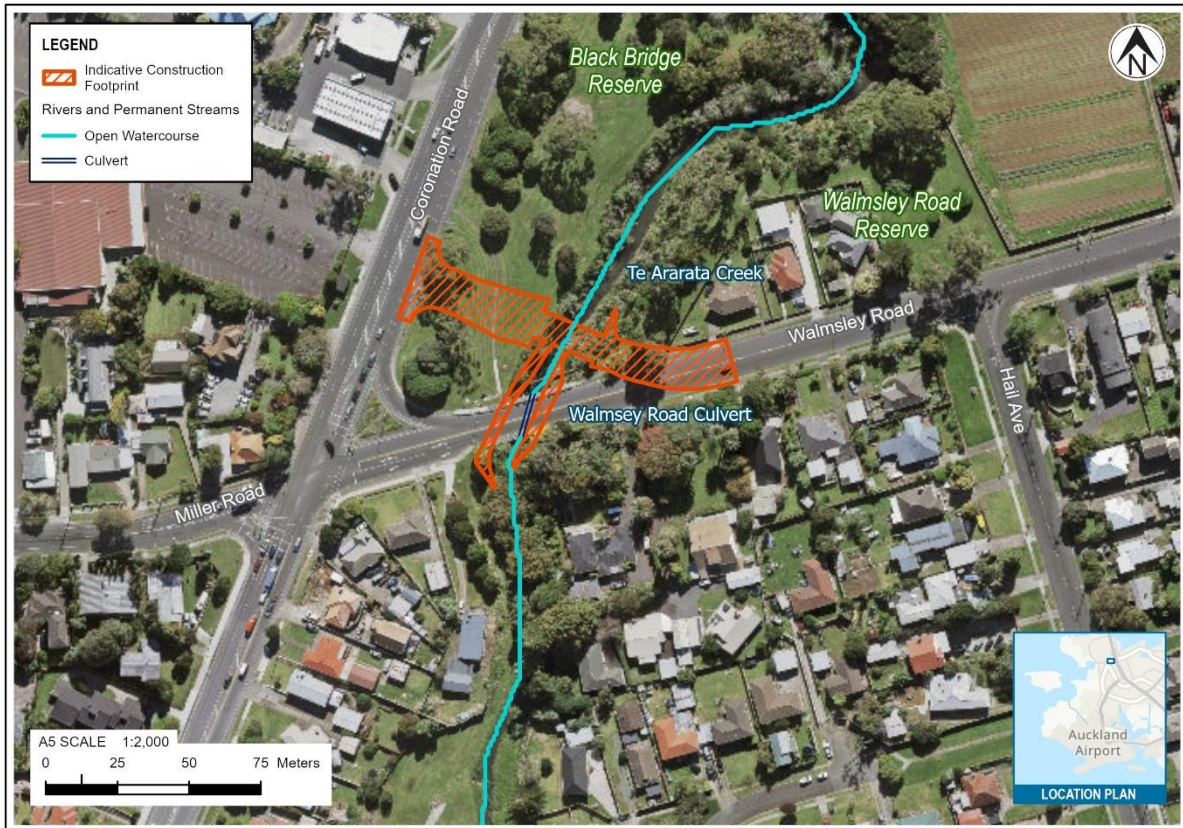 LEGEND
Indicative Construction
Footprint
Rivers and Permanent Streams
Open Watercourse
Culvert
Black Bridge
Reserve
N
Coronation Road
Walmsley Road
Reserve
Te Ararata Creek
Walmsley Road
Hail Ave
Walmsey Road Culvert
Miller Road
A5 SCALE 1:2,000
0 25 50 75 Meters
Auckland
Airport
LOCATION PLAN